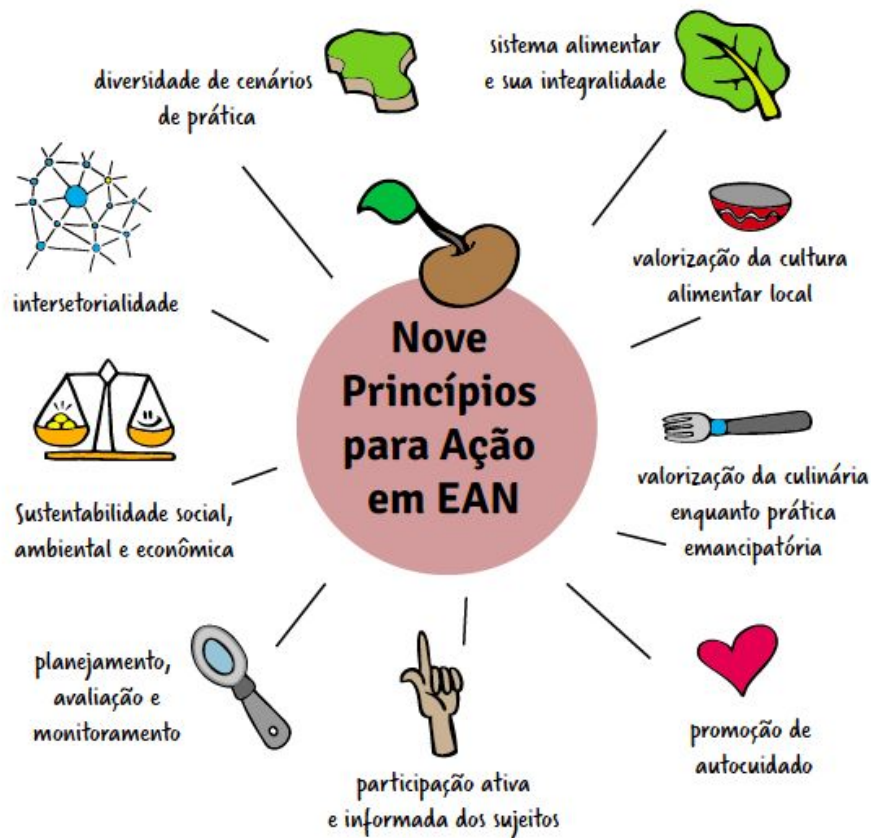 diversidade de cenários
de prática
sistema alimentar
e sua integralidade
intersetorialidade
valorização da cultura
alimentar local
Nove
Princípios
para Ação
em EAN
Sustentabilidade social,
ambiental e econômica
valorização da culinária
enquanto prática
emancipatória
planejamento,
avaliação e
monitoramento
participação ativa
e informada dos sujeitos
promoção de
autocuidado